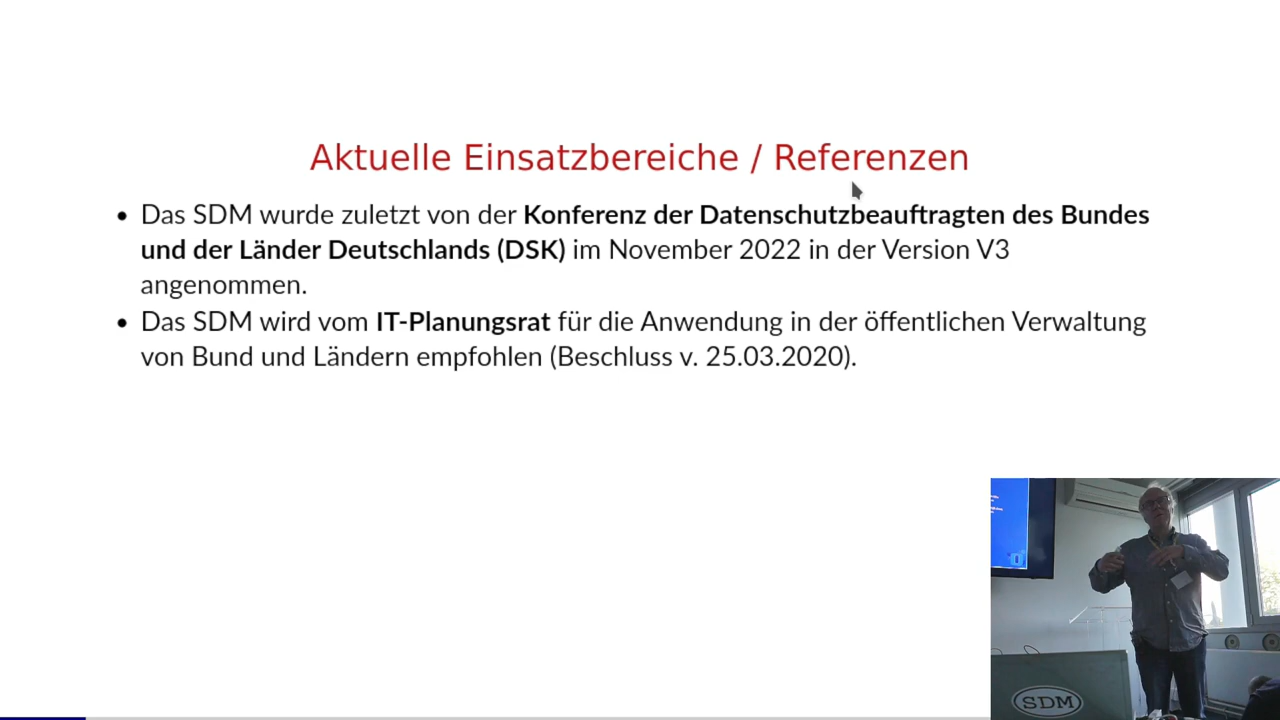 Aktuelle Einsatzbereiche / Referenzen
• Das SDM wurde zuletzt von der Konferenz der Datenschutzbeauftragten des Bundes
und der Länder Deutschlands (DSK) im November 2022 in der Version V3
angenommen.
• Das SDM wird vom IT-Planungsrat für die Anwendung in der öffentlichen Verwaltung
von Bund und Ländern empfohlen (Beschluss v. 25.03.2020).
SDM